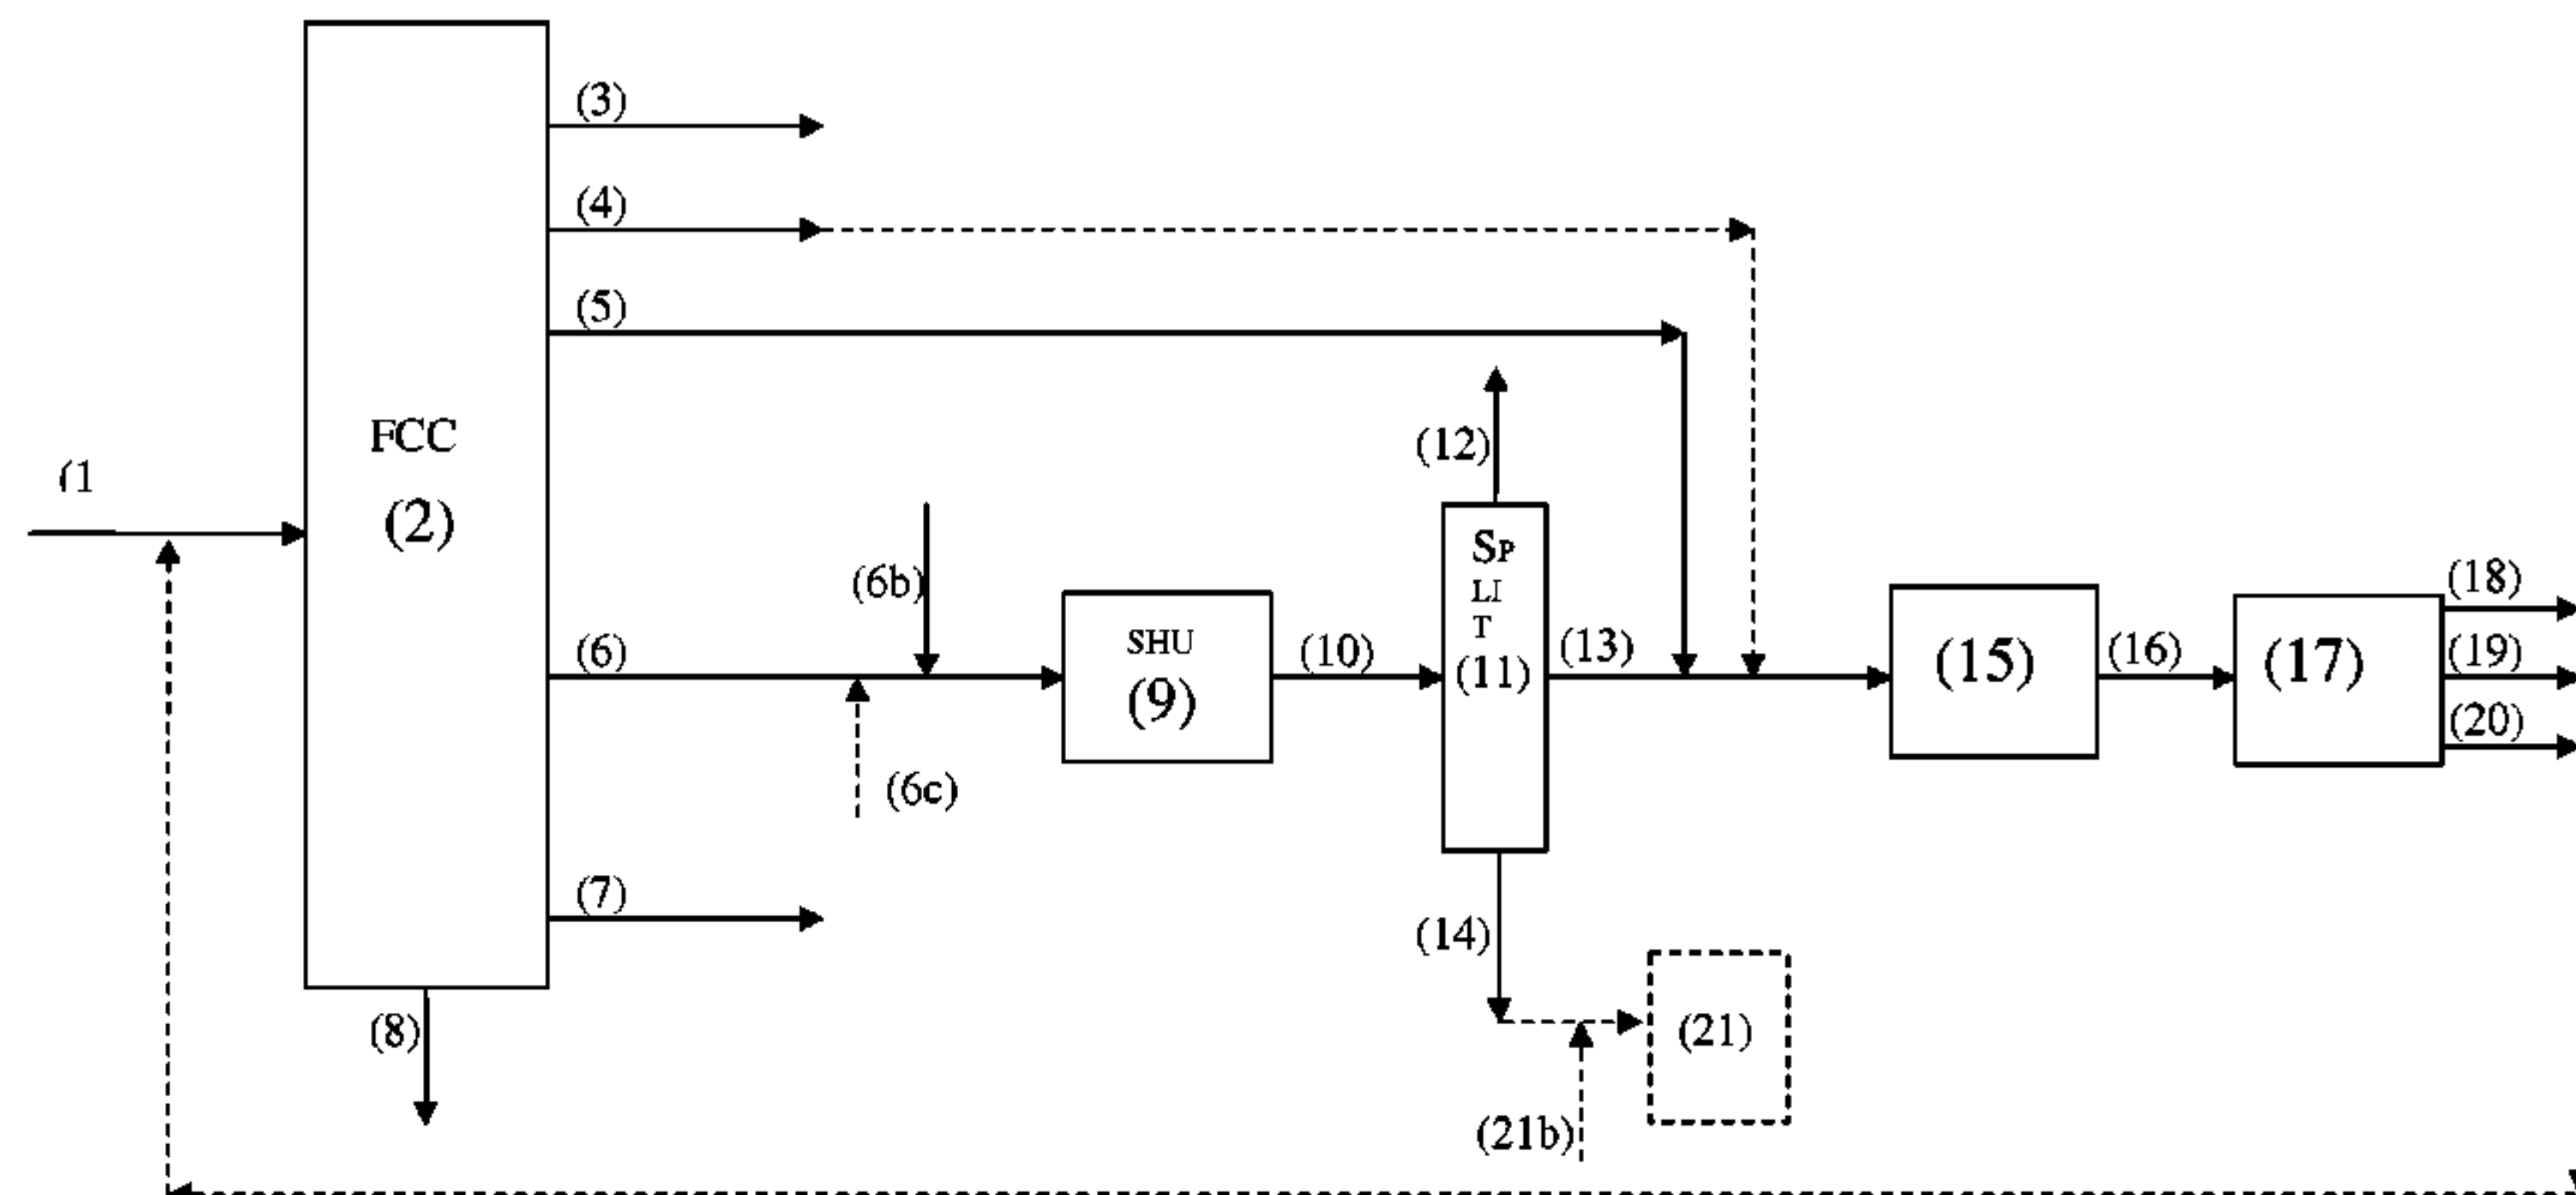 (3)
(4)
(5)
FCC
(2)
(1
(12)
(6b)
SP
LI
T
(11)
(18)
(6)
SHU
(9)
(10)
(13)
(15)
(16)
(17)
(19)
(20)
(6c)
(7)
(14)
(8)
(21)
(21b)